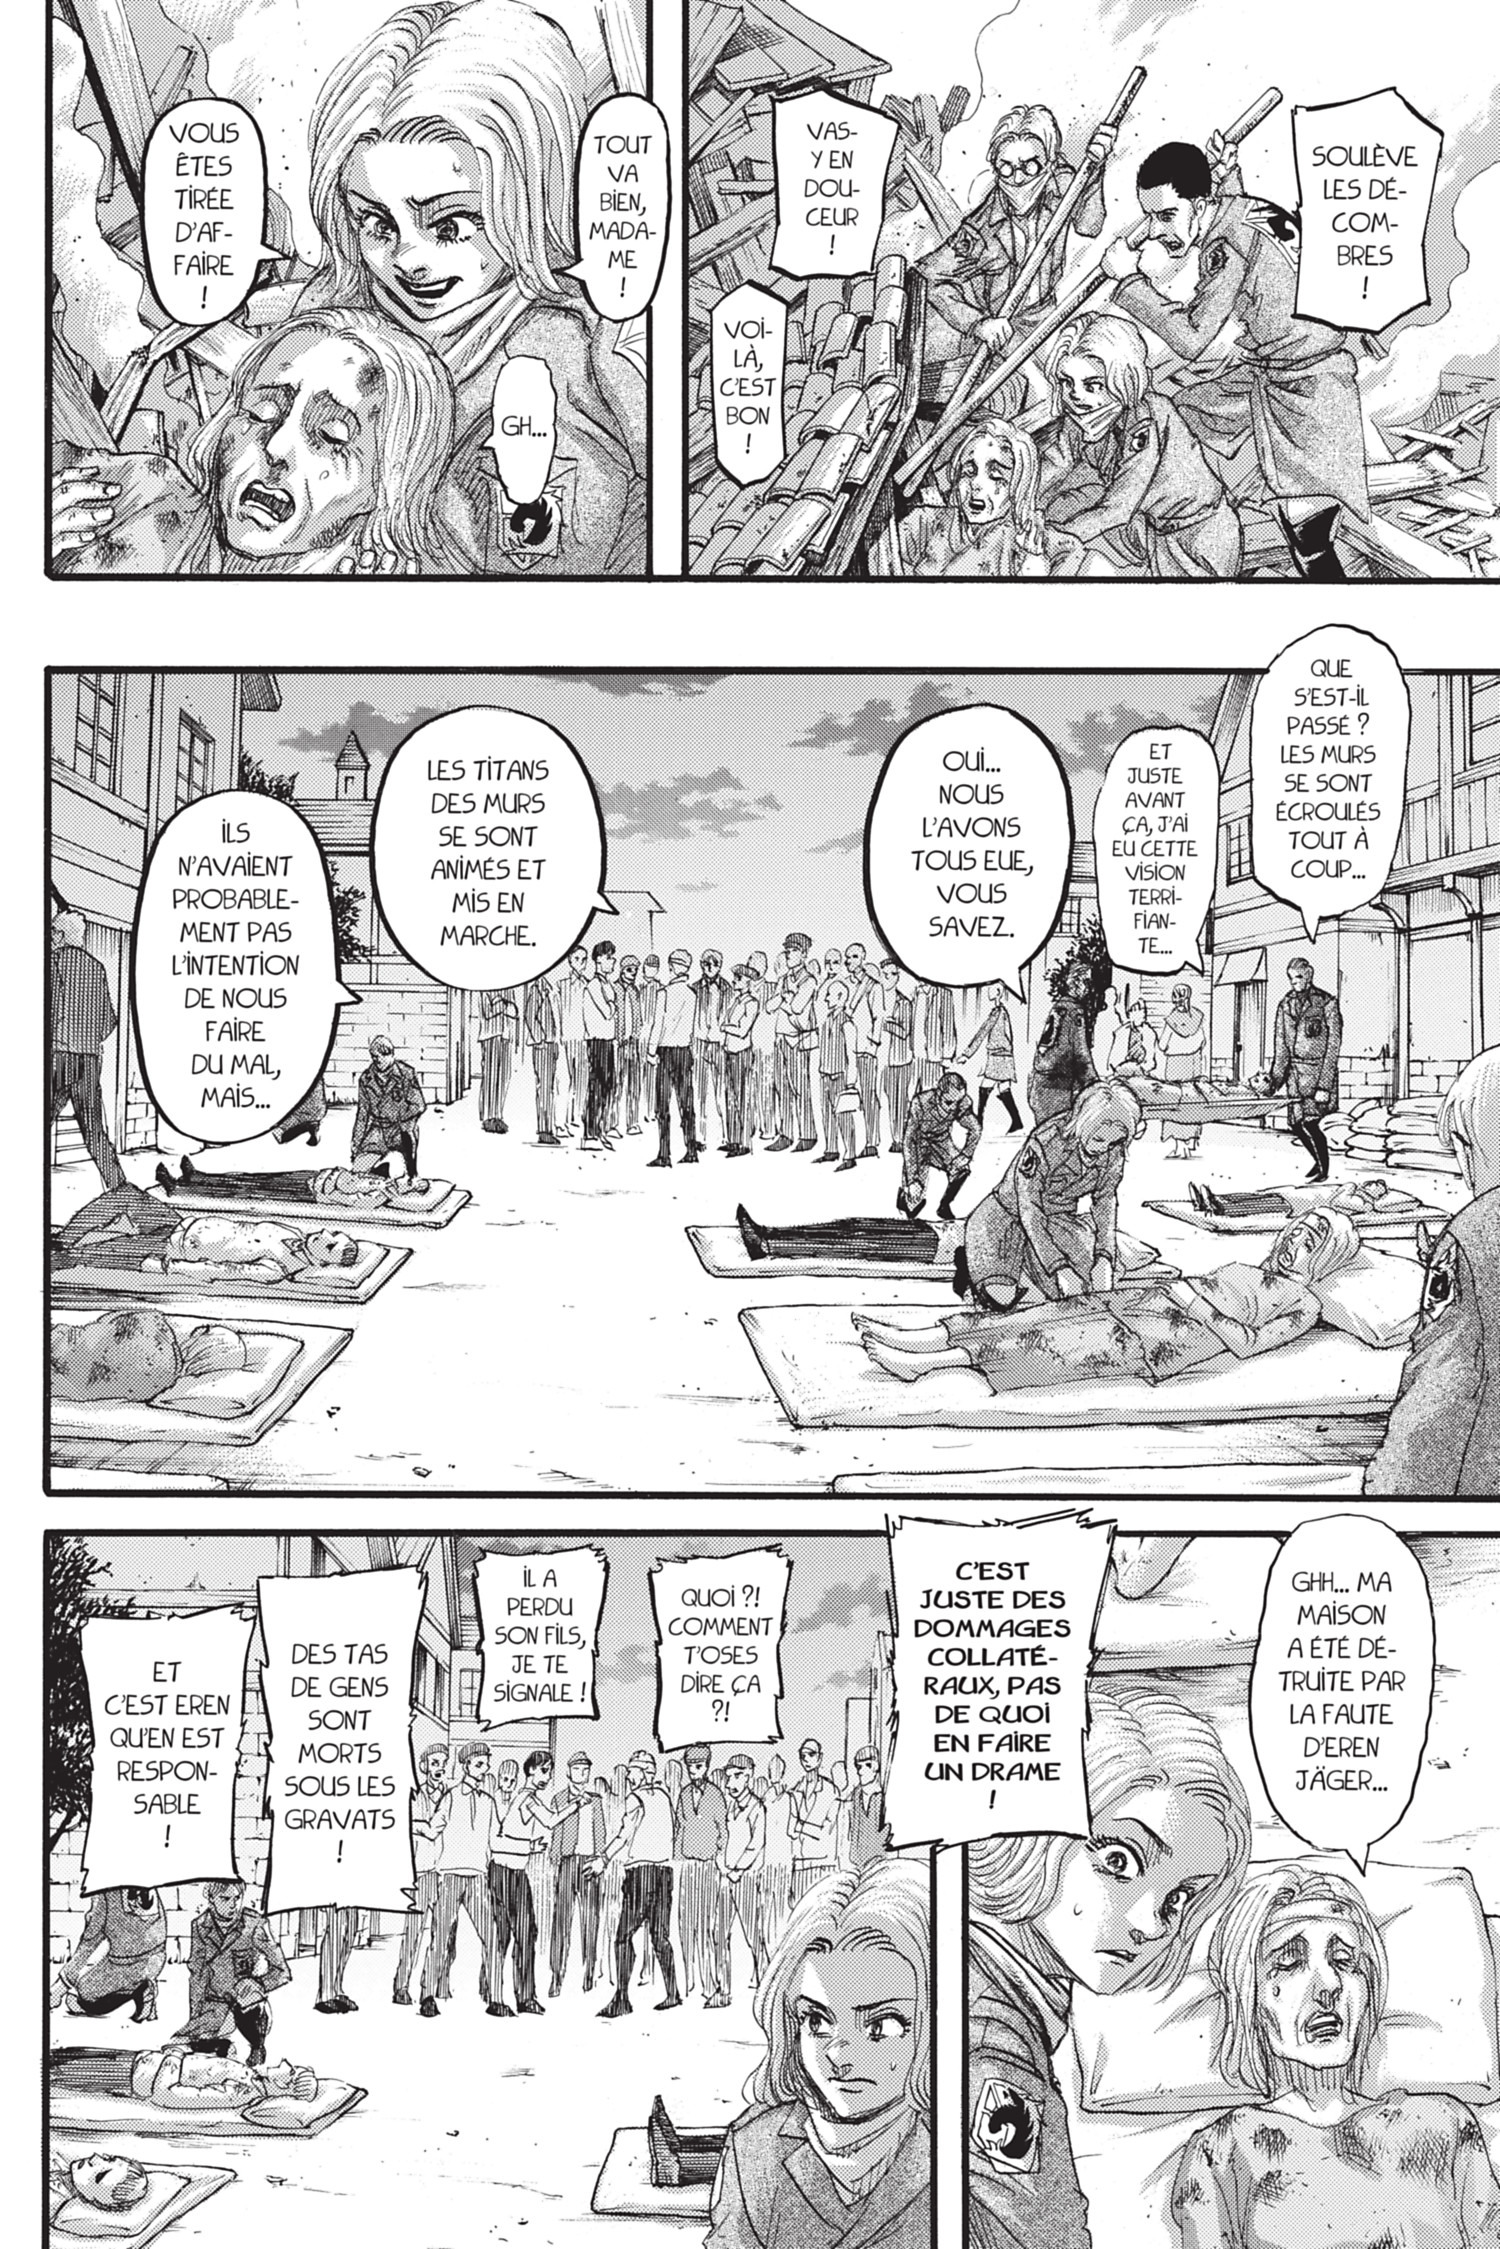 SOULÈVE
LES DÉ-
COM-
BRES
!
VAS-
Y EN
DOU-
CEUR
!
VOI-
LÀ,
C'EST
BON
!
TOUT
VA
BIEN,
MADA-
ME
!
GH...
VOUS
ÊTES
TIRÉE
D'AF-
FAIRE
!
QUE
S'EST-IL
PASSÉ ?
LES MURS
SE SONT
ÉCROULÉS
TOUT À
COUP...
ET
JUSTE
AVANT
ÇA, J'AI
EU CETTE
VISION
TERRI-
FIAN-
TE...
OUI...
NOUS
L'AVONS
TOUS EUE,
VOUS
SAVEZ.
LES TITANS
DES MURS
SE SONT
ANIMÉS ET
MIS EN
MARCHE.
ILS
N'AVAIENT
PROBABLE-
MENT PAS
L'INTENTION
DE NOUS
FAIRE
DU MAL,
MAIS...
GHH... MA
MAISON
A ÉTÉ DÉ-
TRUITE PAR
LA FAUTE
D'EREN
JÄGER...
C'EST
JUSTE DES
DOMMAGES
COLLATÉ-
RAUX, PAS
DE QUOI
EN FAIRE
UN DRAME
!
QUOI ?!
COMMENT
T'OSES
DIRE ÇA
?!
IL A
PERDU
SON FILS,
JE TE
SIGNALE !
DES TAS
DE GENS
SONT
MORTS
SOUS LES
GRAVATS
!
ET
C'EST EREN
QU'EN EST
RESPON-
SABLE
!